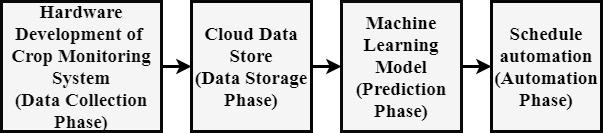 Hardware
Development of
Crop Monitoring
System
(Data Collection
Phase)
Cloud Data
Store
(Data Storage
Phase)
Machine
Learning
Model
(Prediction
Phase)
Schedule
automation
(Automation
Phase)